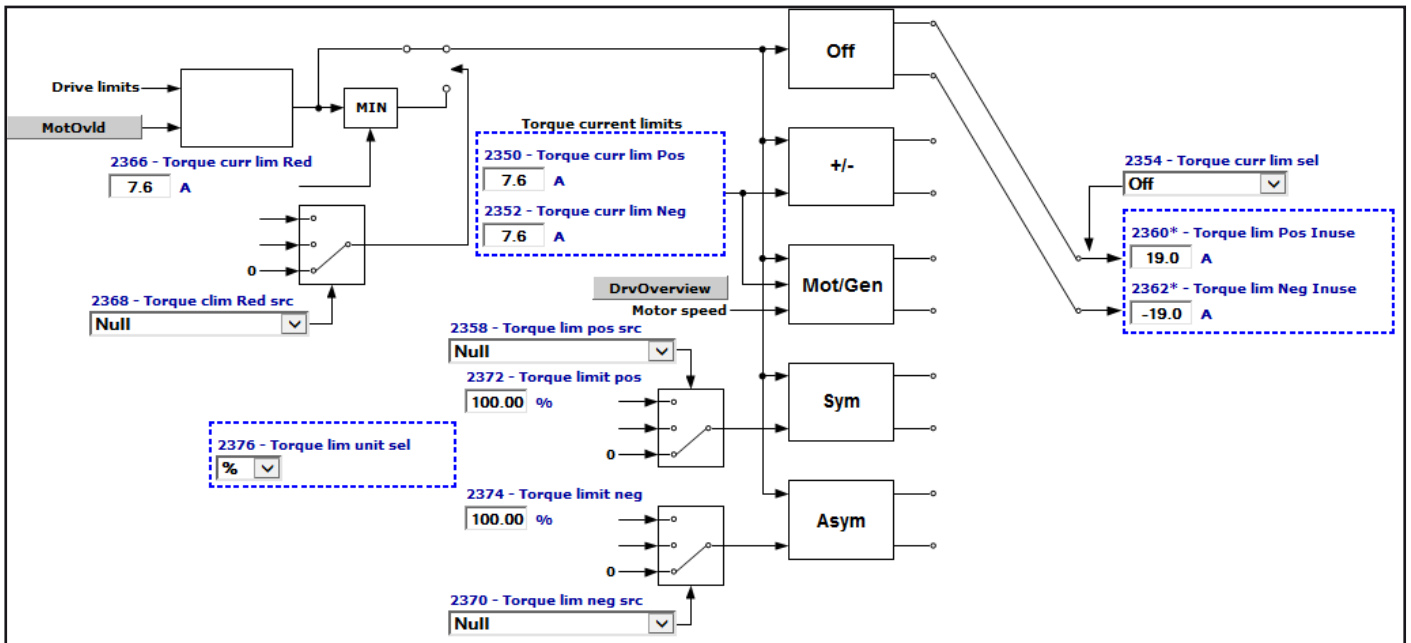 Off
Drive limits
MIN
MotOvld
Torque current limits
2366 - Torque curr lim Red
7.6 A
2350 - Torque curr lim Pos
7.6 A
2352 - Torque curr lim Neg
7.6 A
+/-
2354 - Torque curr lim sel
Off
2360* - Torque lim Pos Inuse
19.0 A
2362* - Torque lim Neg Inuse
-19.0 A
0
2368 - Torque clim Red src
Null
DrvOverview
Motor speed
Mot/Gen
2358 - Torque lim pos src
Null
2372 - Torque limit pos
100.00 %
0
Sym
2376 - Torque lim unit sel
%
2374 - Torque limit neg
100.00 %
0
Asym
2370 - Torque lim neg src
Null